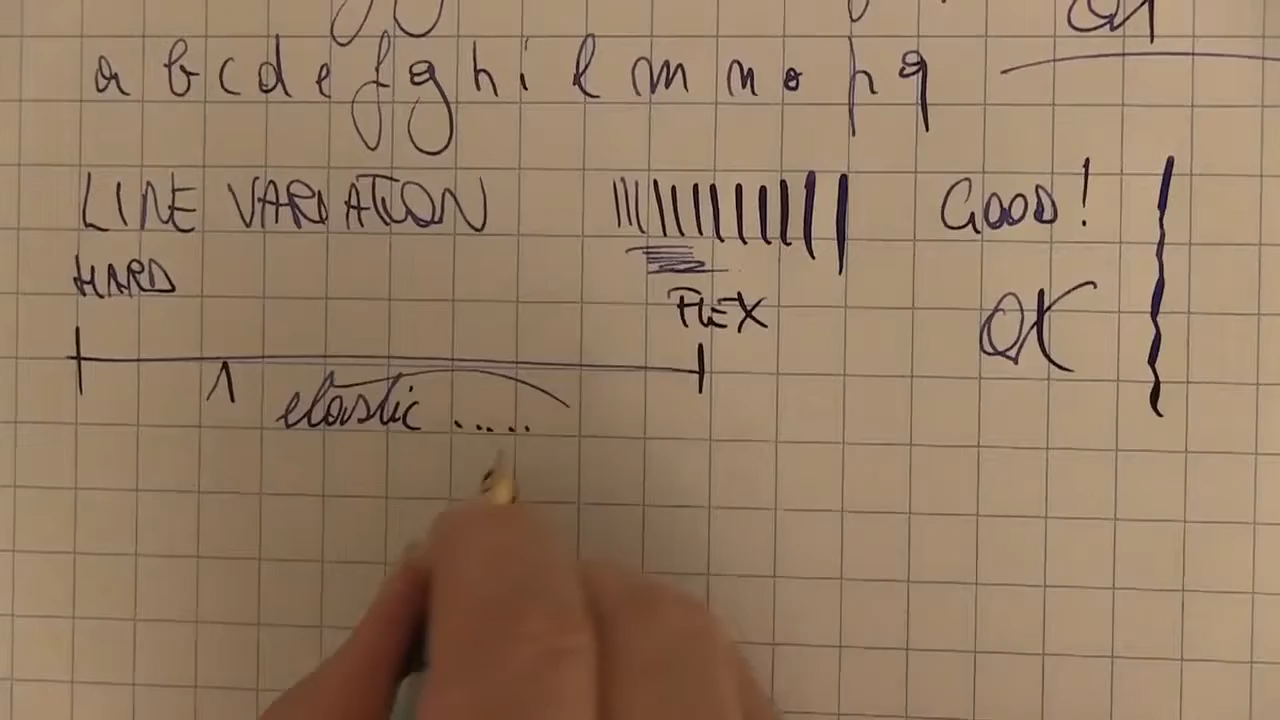 a b c d e f g h i l m n o p q
LINE VARIATION GOOD!
HARD
FLEX OK
elastic .....